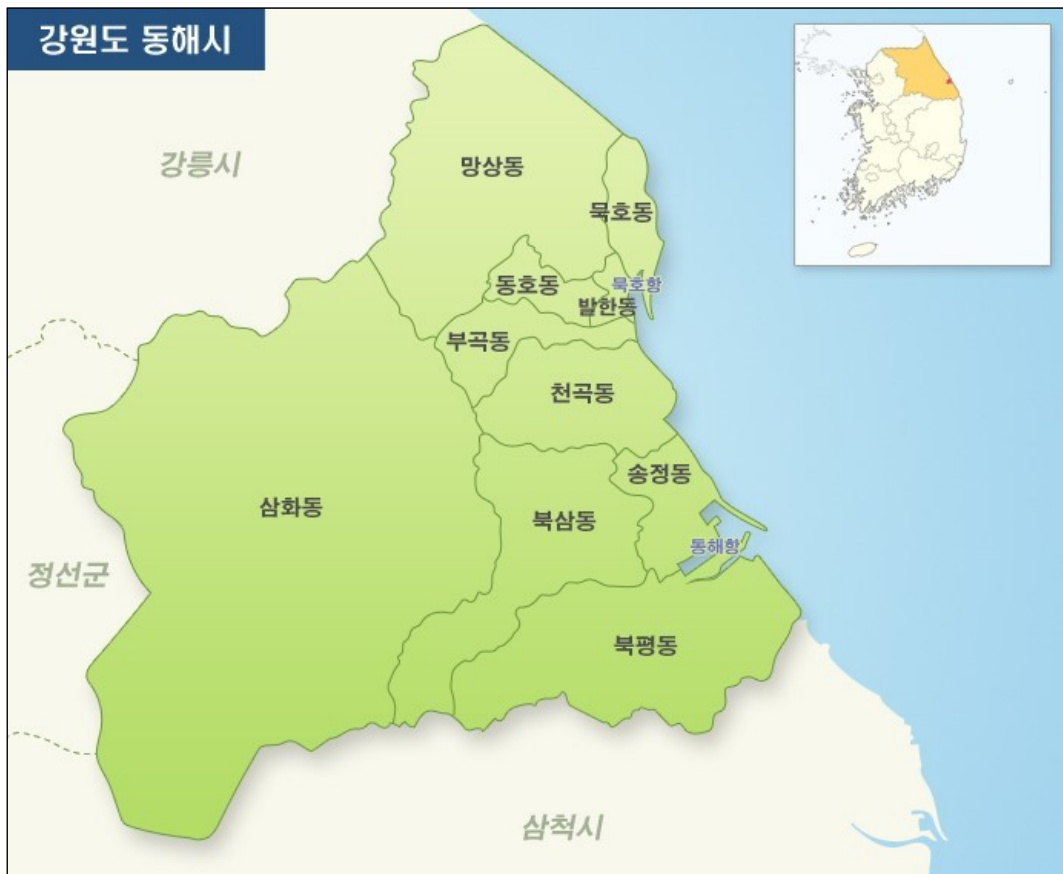 강원도 동해시
강릉시
망상동
묵호동
동호동
묵호항
발한동
부곡동
천곡동
송정동
삼화동
북삼동
동해항
정선군
북평동
삼척시